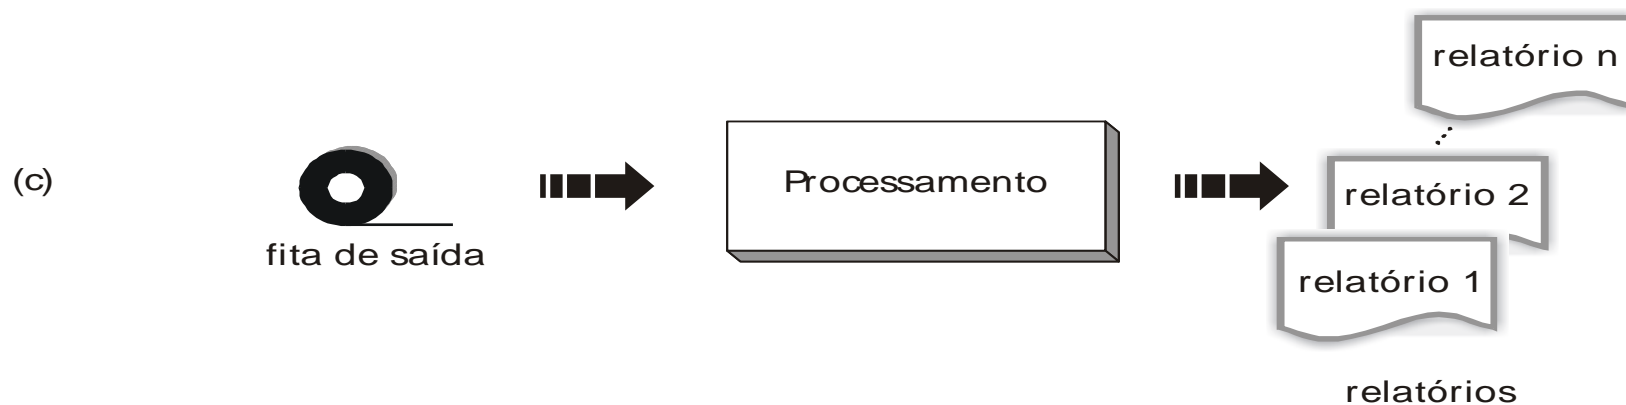 relatório n
(c)
Processamento
relatório 2
fita de saída
relatório 1
relatórios